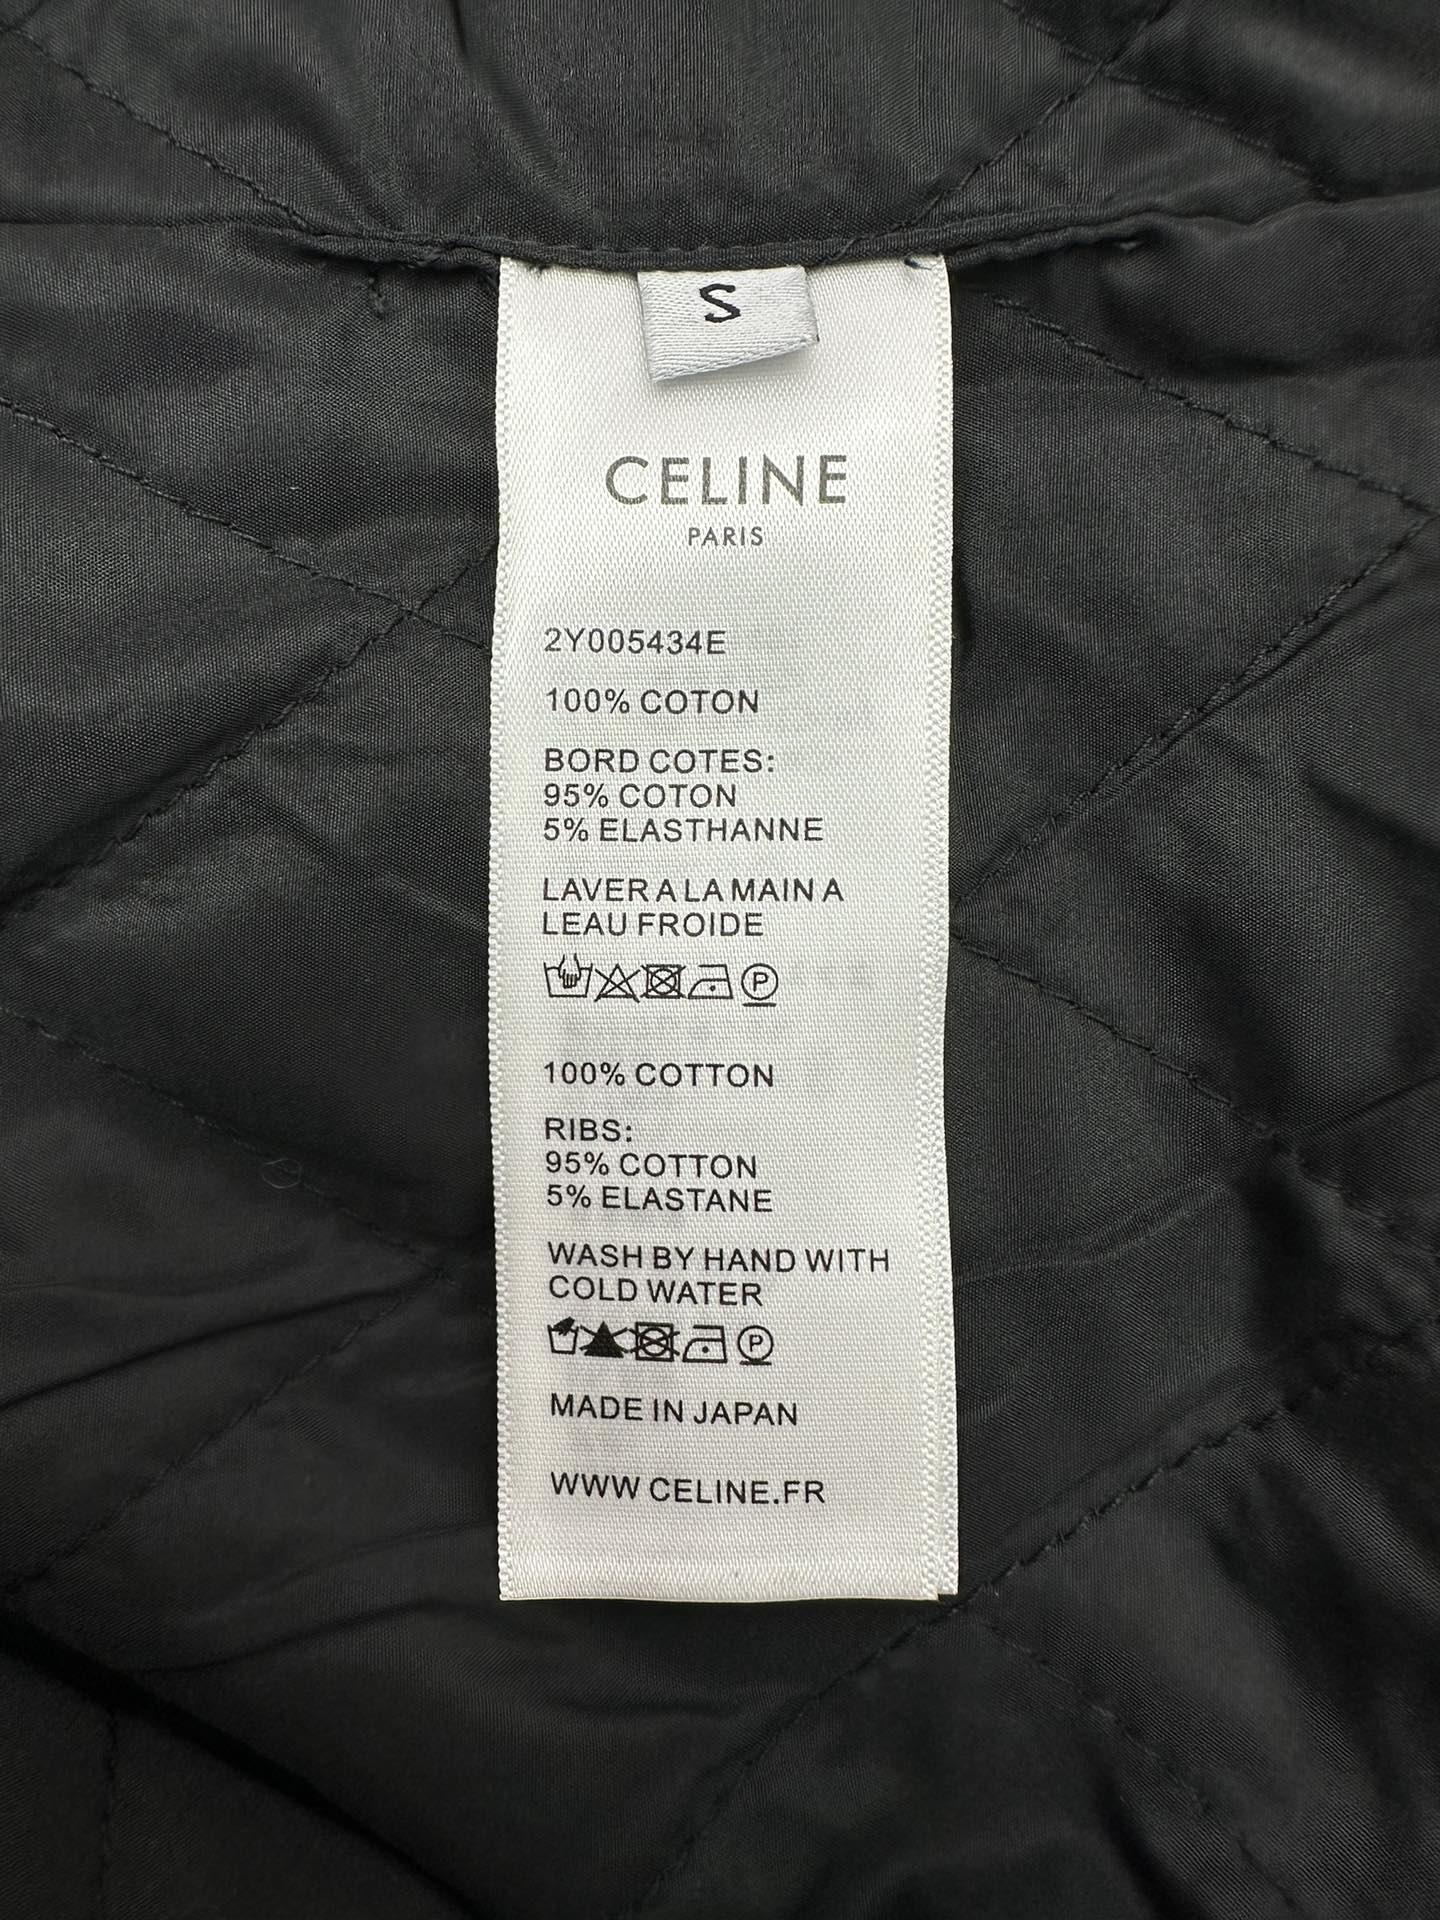 S
CELINE
PARIS
2Y005434E
100% COTON
BORD COTES:
95% COTON
5% ELASTHANNE
LAVER A LA MAIN A
LEAU FROIDE
P
100% COTTON
RIBS:
95% COTTON
5% ELASTANE
WASH BY HAND WITH
COLD WATER
P
MADE IN JAPAN
WWW CELINE.FR